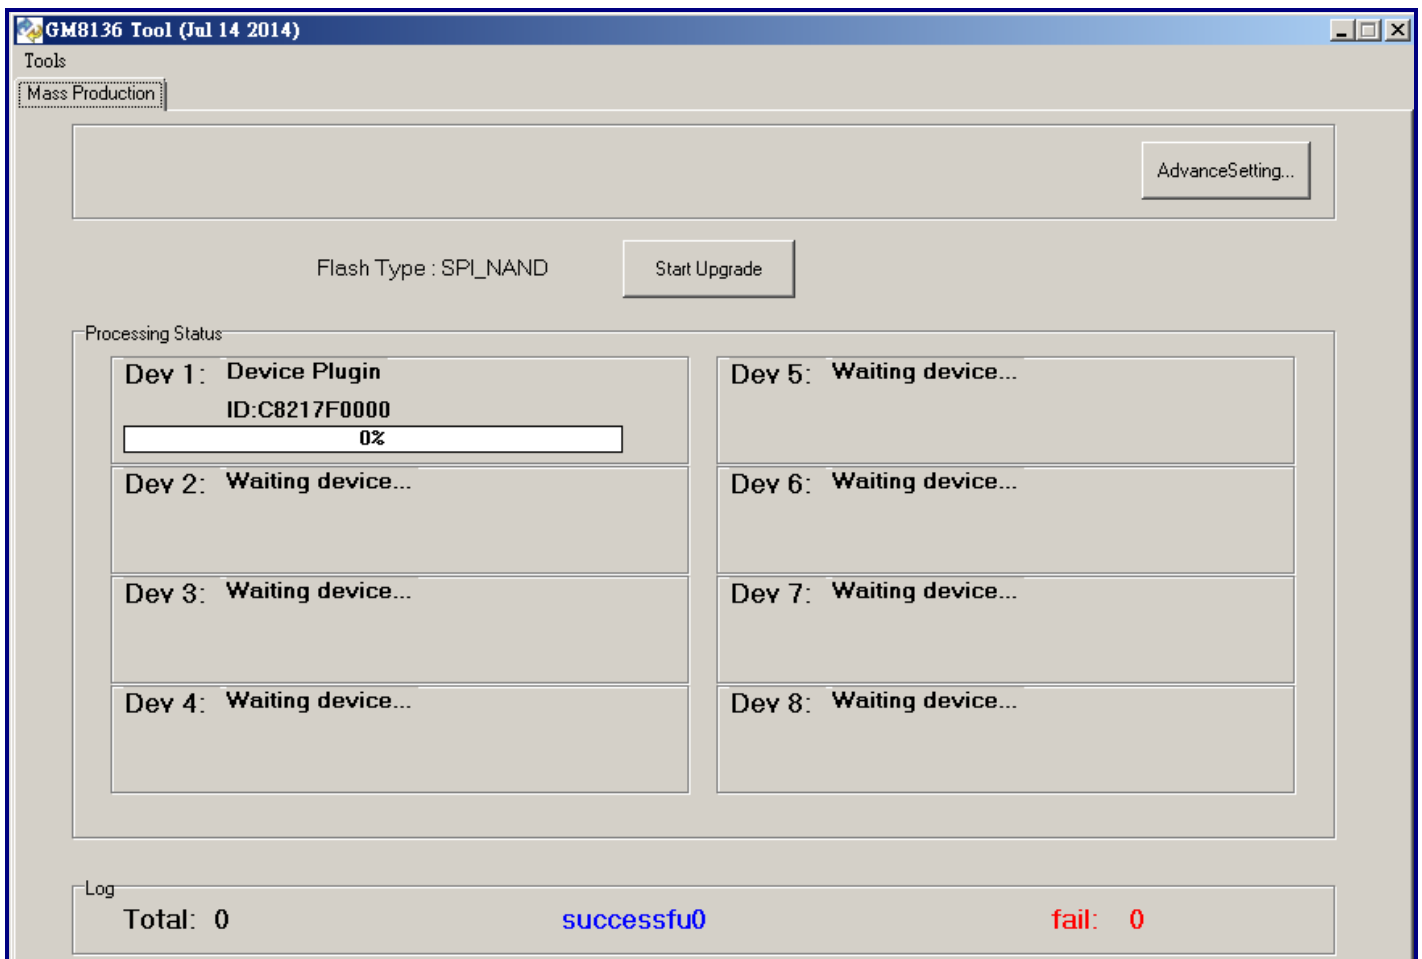 GM8136 Tool (Jul 14 2014)
Tools
Mass Production
AdvanceSetting...
Flash Type : SPI_NAND
Start Upgrade
Processing Status
Dev 1: Device Plugin
ID:C8217F0000
0%
Dev 2: Waiting device...
Dev 3: Waiting device...
Dev 4: Waiting device...
Dev 5: Waiting device...
Dev 6: Waiting device...
Dev 7: Waiting device...
Dev 8: Waiting device...
Log
Total: 0 successfu0 fail: 0